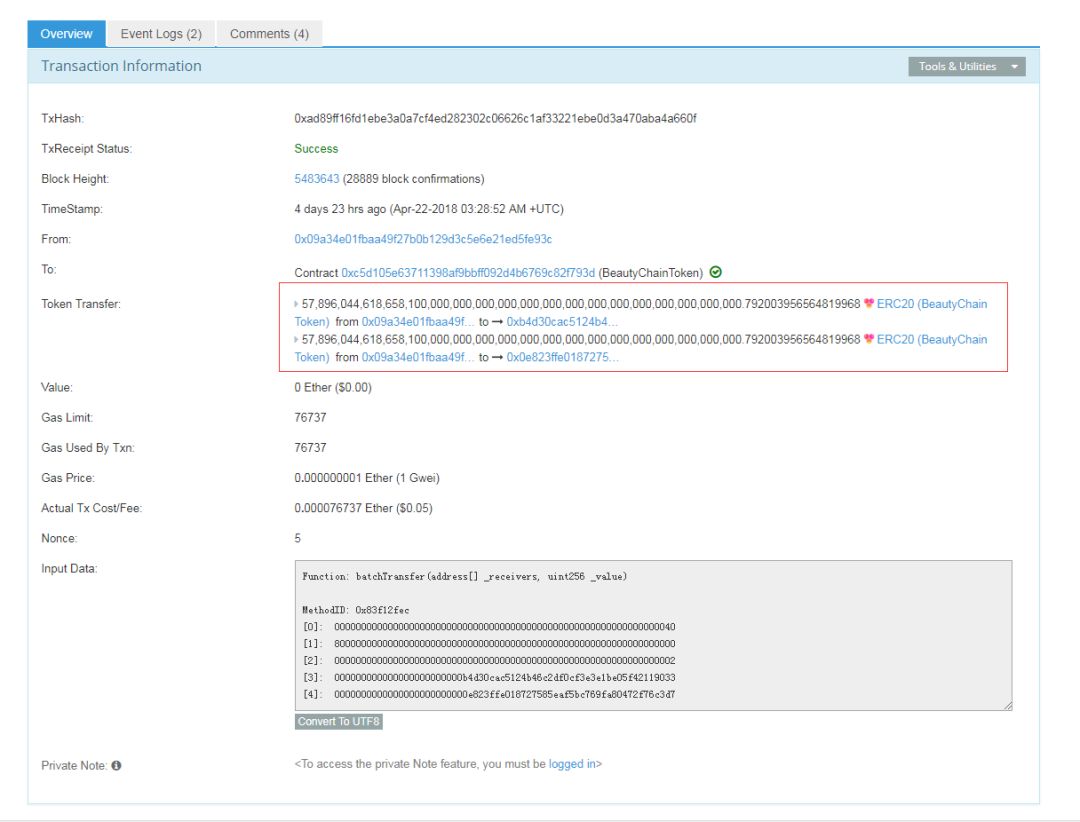 Overview
Event Logs (2)
Comments (4)
Transaction Information
Tools & Utilities
TxHash:
0xad89ff16fd1ebe3a0a7cf4ed282302c06626c1af33221ebe0d3a470aba4a660f
TxReceipt Status:
Success
Block Height:
5483643 (28889 block confirmations)
TimeStamp:
4 days 23 hrs ago (Apr-22-2018 03:28:52 AM +UTC)
From:
0x09a34e01fbaa49f27b0b129d3c5e6e21ed5fe93c
To:
Contract 0xc5d105e63711398af9bbff092d4b6769c82f793d (BeautyChainToken)
Token Transfer:
57,896,044,618,658,100,000,000,000,000,000,000,000,000,000,000,000,000,000,000,000.792003956564819968 ERC20 (BeautyChain
Token) from 0x09a34e01fbaa49f... to → 0xb4d30cac5124b4...
57,896,044,618,658,100,000,000,000,000,000,000,000,000,000,000,000,000,000,000,000.792003956564819968 ERC20 (BeautyChain
Token) from 0x09a34e01fbaa49f... to → 0x0e823ffe0187275...
Value:
0 Ether ($0.00)
Gas Limit:
76737
Gas Used By Txn:
76737
Gas Price:
0.000000001 Ether (1 Gwei)
Actual Tx Cost/Fee:
0.000076737 Ether ($0.05)
Nonce:
5
Input Data:
Function: batchTransfer(address[] _receivers, uint256 _value)
MethodID: 0x83f12fec
[0]: 0000000000000000000000000000000000000000000000000000000000000040
[1]: 8000000000000000000000000000000000000000000000000000000000000000
[2]: 0000000000000000000000000000000000000000000000000000000000000002
[3]: 000000000000000000000000b4d30cac5124b46c2df0cf3e3e1be05f42119033
[4]: 0000000000000000000000000e823ffe018727585eaf5bc769fa80472f76c3d7
Convert To UTF8
Private Note:
<To access the private Note feature, you must be logged in>